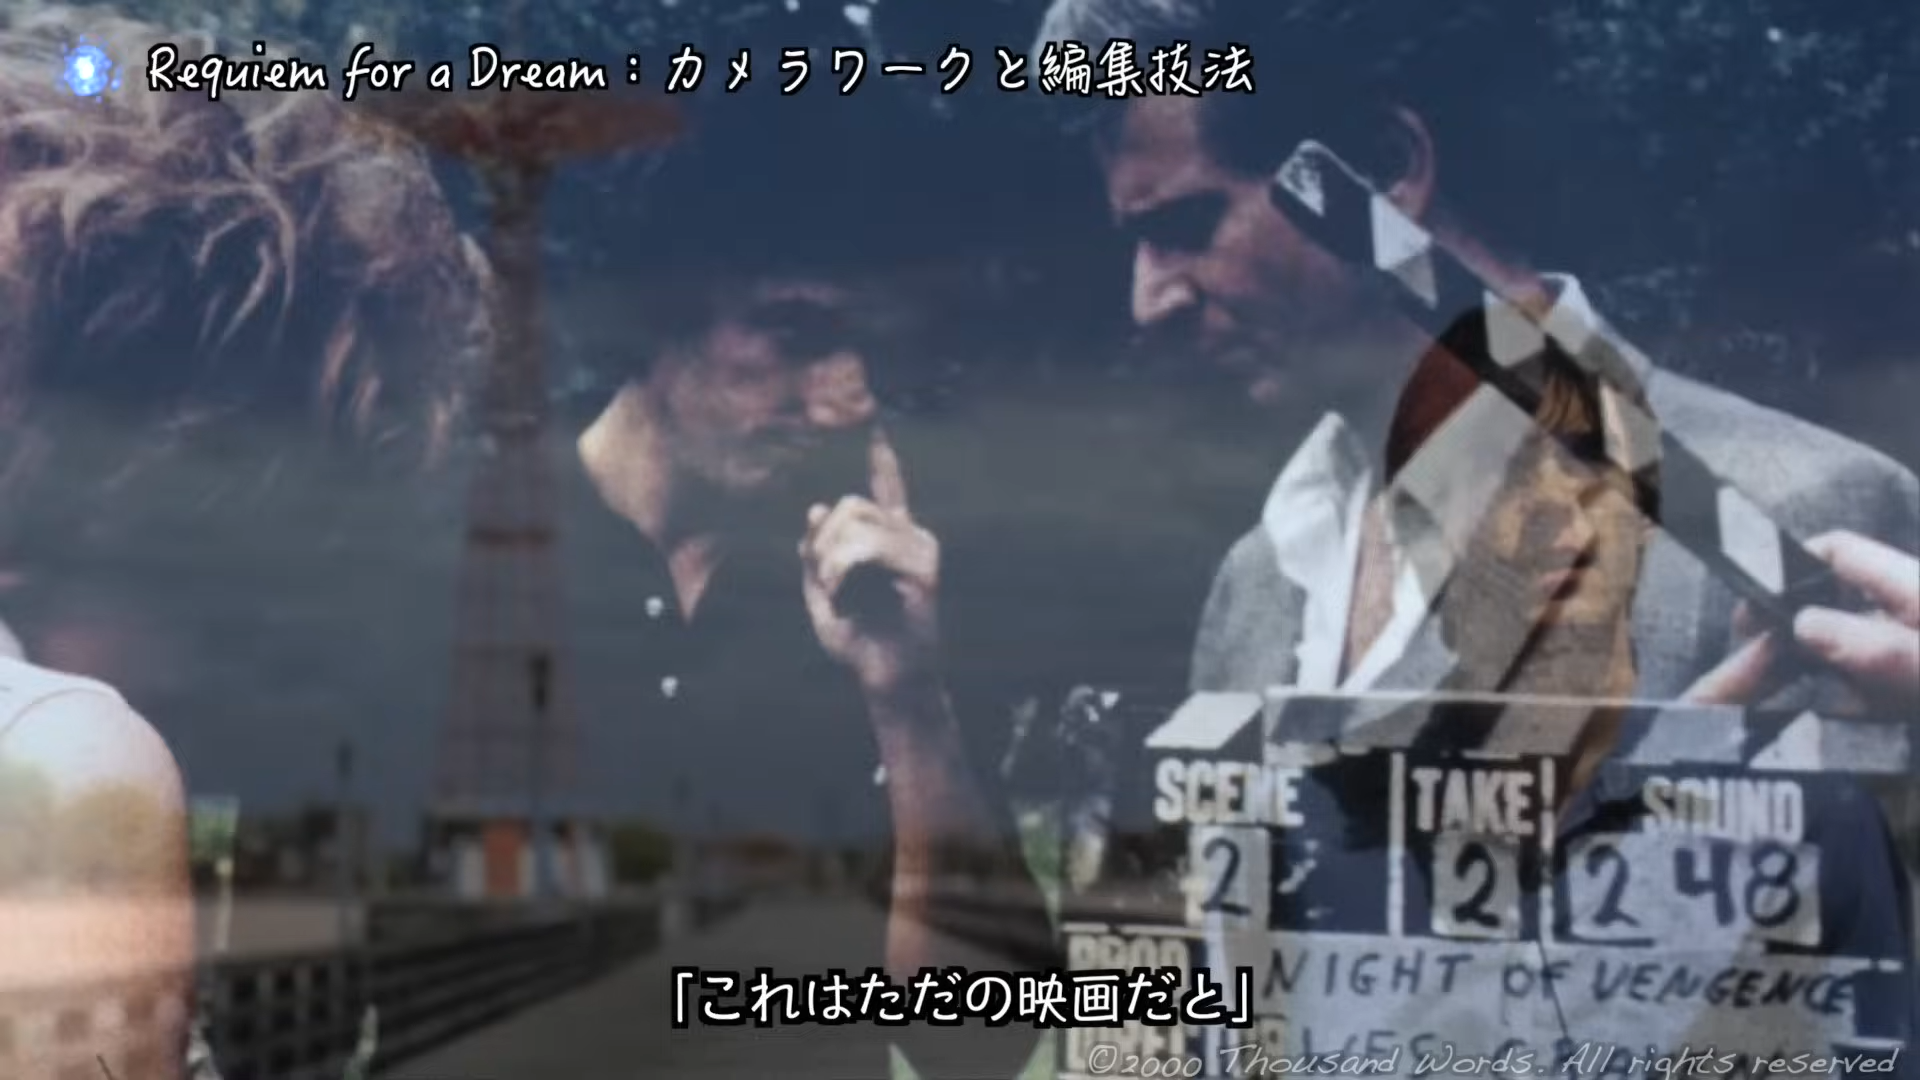 Requiem for a Dream：カメラワークと編集技法
SCENE TAKE SOUND
2 2 2 48
PROD
NIGHT OF VENGENCE
「これはただの映画だと」
©2000 Thousand Words. All rights reserved